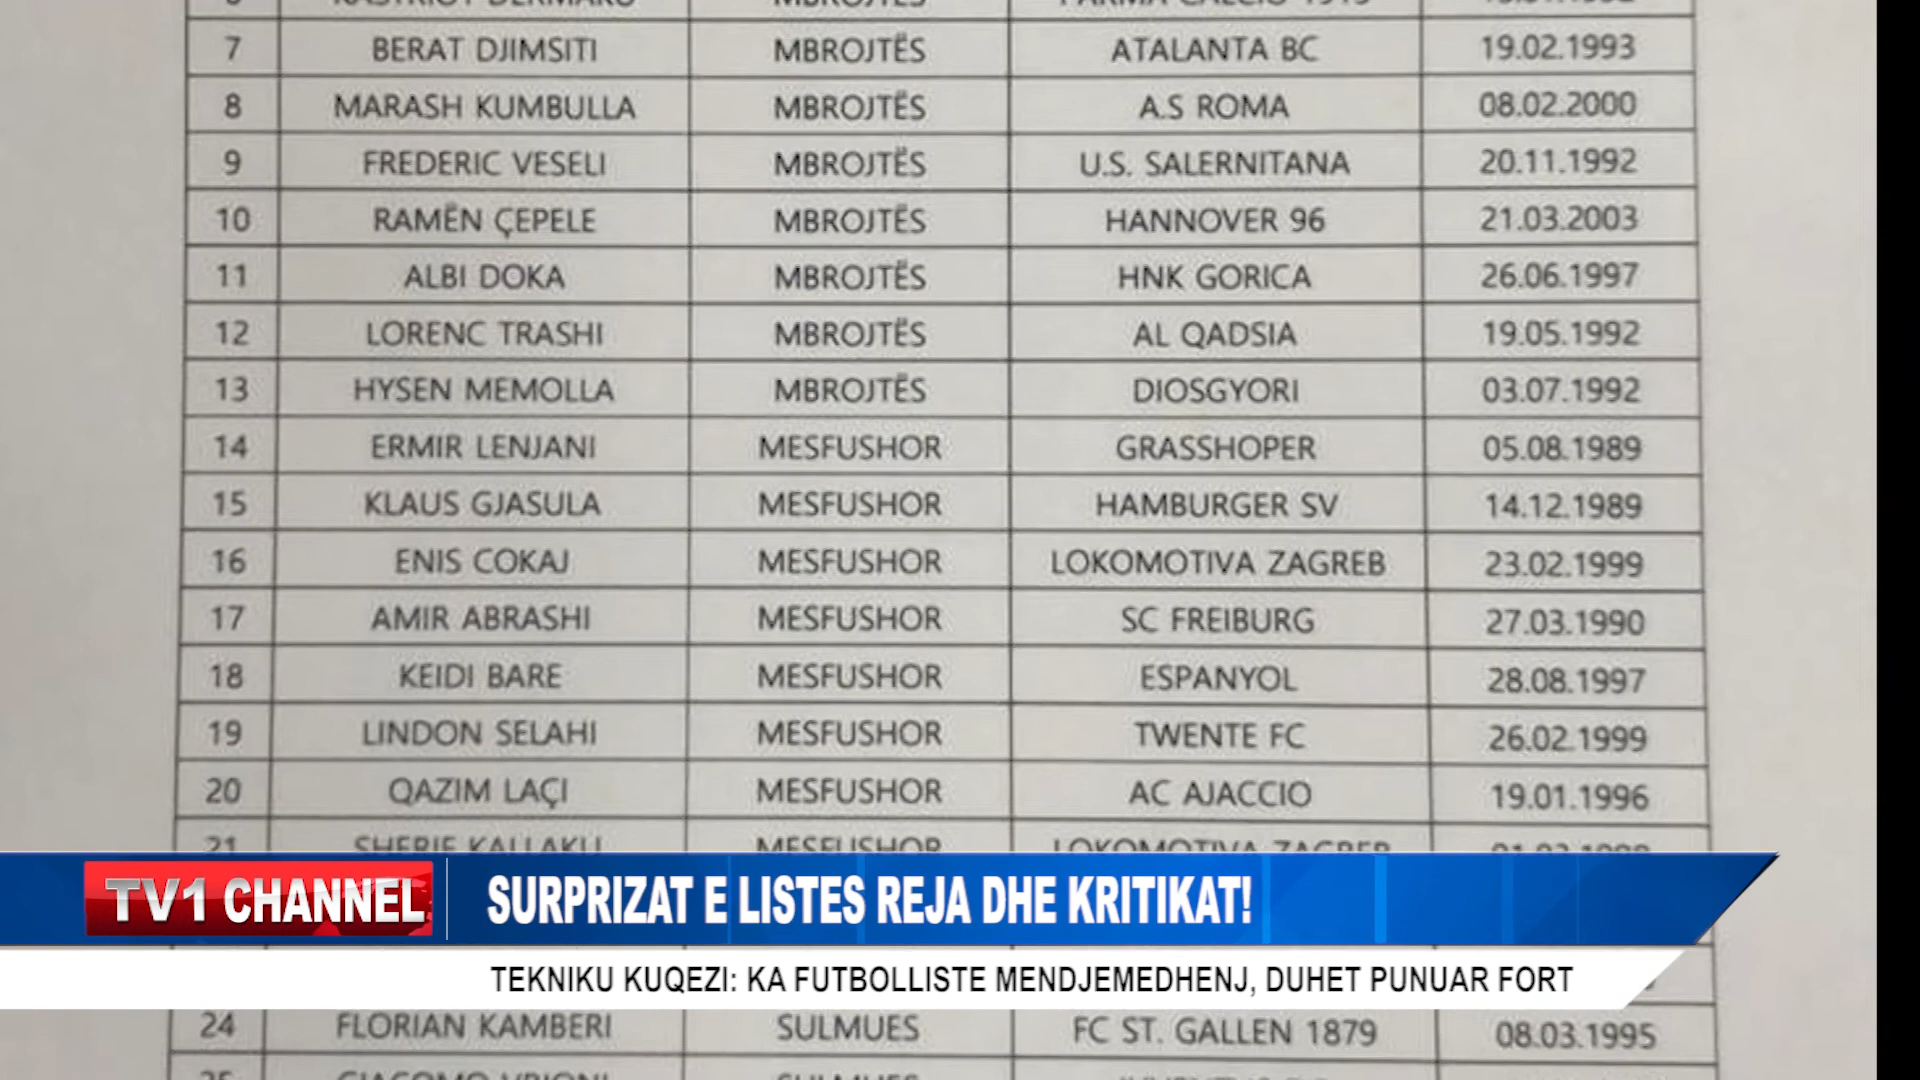 7 BERAT DJIMSITI MBROJTËS ATALANTA BC 19.02.1993
8 MARASH KUMBULLA MBROJTËS A.S ROMA 08.02.2000
9 FREDERIC VESELI MBROJTËS U.S. SALERNITANA 20.11.1992
10 RAMËN ÇEPELE MBROJTËS HANNOVER 96 21.03.2003
11 ALBI DOKA MBROJTËS HNK GORICA 26.06.1997
12 LORENC TRASHI MBROJTËS AL QADSIA 19.05.1992
13 HYSEN MEMOLLA MBROJTËS DIOSGYORI 03.07.1992
14 ERMIR LENJANI MESFUSHOR GRASSHOPER 05.08.1989
15 KLAUS GJASULA MESFUSHOR HAMBURGER SV 14.12.1989
16 ENIS COKAJ MESFUSHOR LOKOMOTIVA ZAGREB 23.02.1999
17 AMIR ABRASHI MESFUSHOR SC FREIBURG 27.03.1990
18 KEIDI BARE MESFUSHOR ESPANYOL 28.08.1997
19 LINDON SELAHI MESFUSHOR TWENTE FC 26.02.1999
20 QAZIM LAÇI MESFUSHOR AC AJACCIO 19.01.1996
21 SHERIF KALLAKU MESFUSHOR LOKOMOTIVA ZAGREB
TV1 CHANNEL SURPRIZAT E LISTES REJA DHE KRITIKAT!
TEKNIKU KUQEZI: KA FUTBOLLISTE MENDJEMEDHENJ, DUHET PUNUAR FORT
24 FLORIAN KAMBERI SULMUES FC ST. GALLEN 1879 08.03.1995